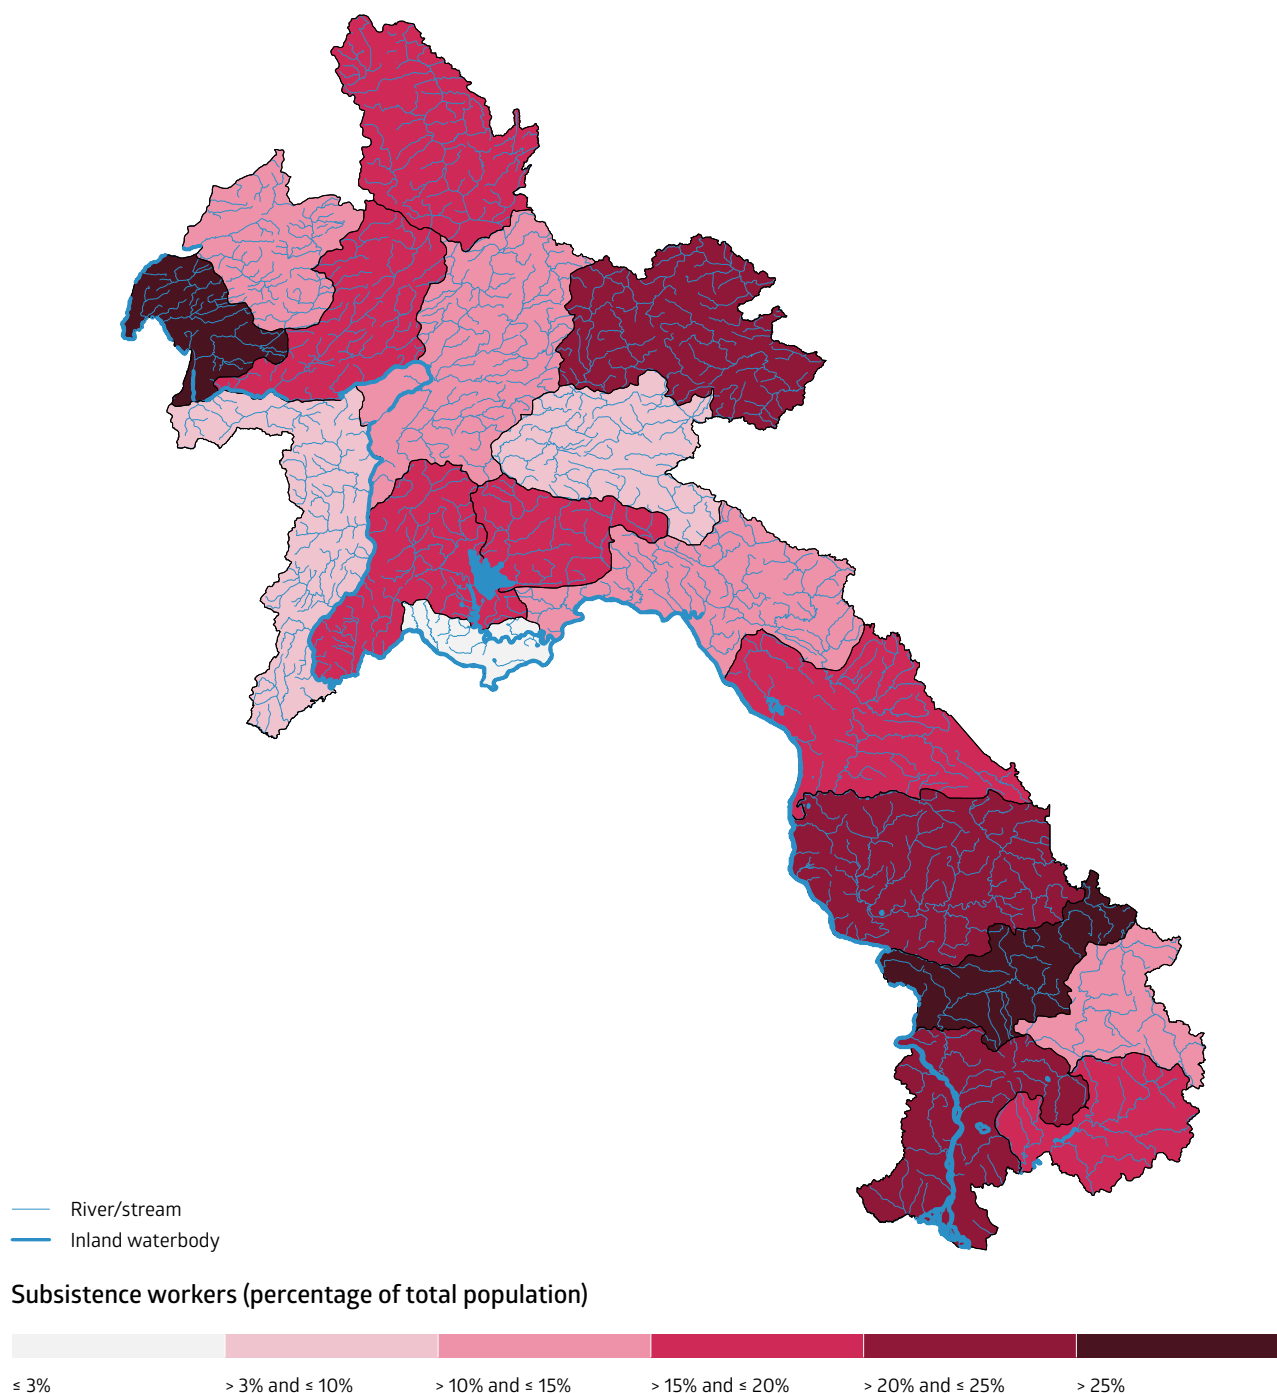 River/stream
Inland waterbody
Subsistence workers (percentage of total population)
≤ 3% > 3% and ≤ 10% > 10% and ≤ 15% > 15% and ≤ 20% > 20% and ≤ 25% > 25%